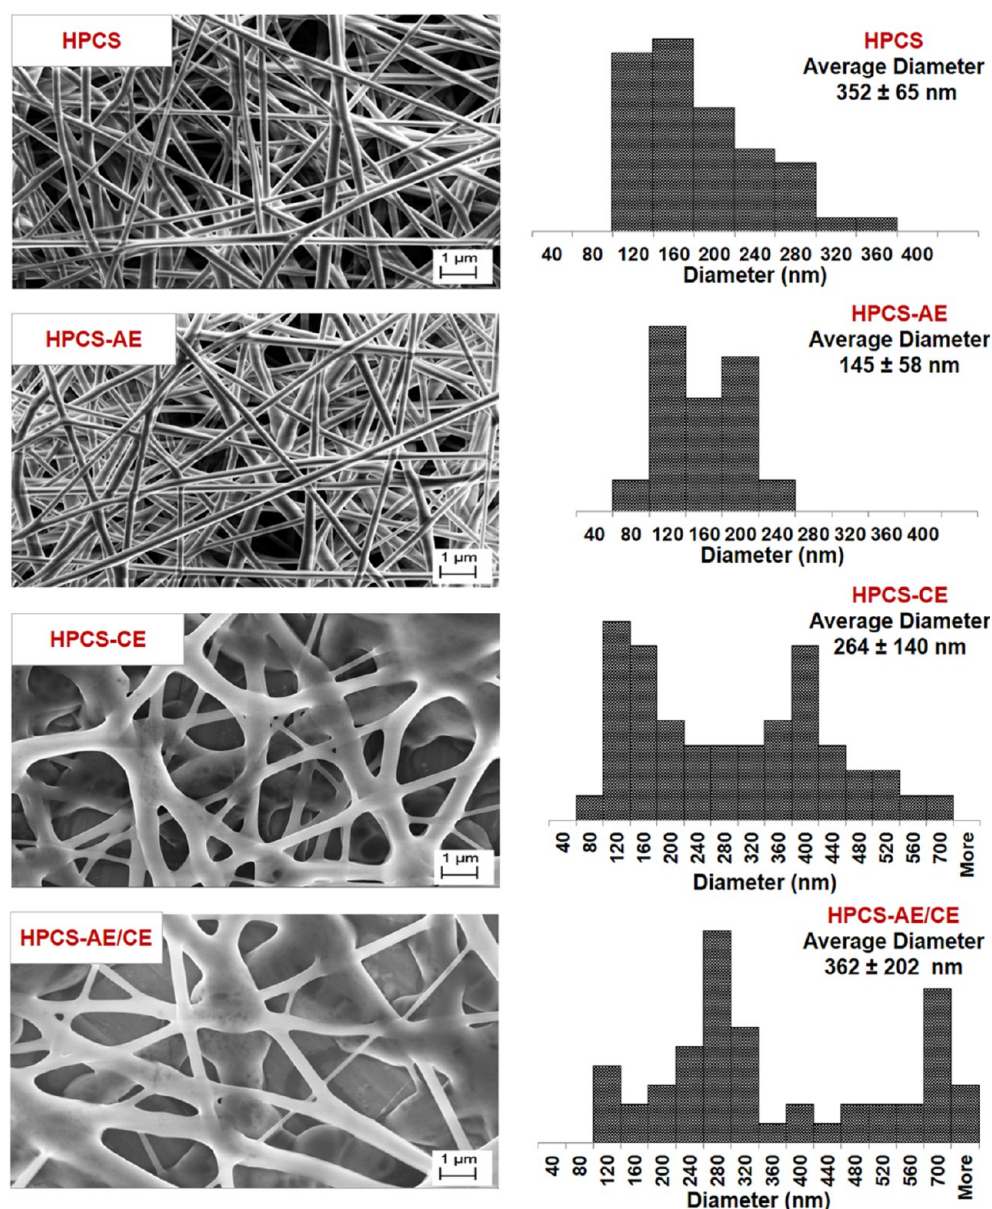 HPCS
1 µm
HPCS
Average Diameter
352 ± 65 nm
40 80 120 160 200 240 280 320 360 400
Diameter (nm)
HPCS-AE
1 µm
HPCS-AE
Average Diameter
145 ± 58 nm
40 80 120 160 200 240 280 320 360 400
Diameter (nm)
HPCS-CE
1 µm
HPCS-CE
Average Diameter
264 ± 140 nm
40 80 120 160 200 240 280 320 360 400 440 480 520 560 700 More
Diameter (nm)
HPCS-AE/CE
1 µm
HPCS-AE/CE
Average Diameter
362 ± 202 nm
40 80 120 160 200 240 280 320 360 400 440 480 520 560 700 More
Diameter (nm)